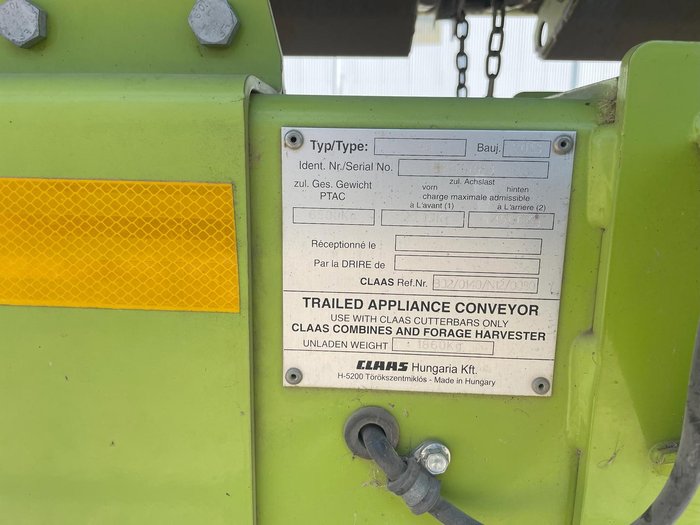 Typ/Type: Bauj.
Ident. Nr./Serial No.
zul. Ges. Gewicht zul. Achslast
PTAC vorn hinten
charge maximale admissible
à L'avant (1) à L'arriere (2)
Réceptionné le
Par la DRIRE de
CLAAS Ref.Nr.
TRAILED APPLIANCE CONVEYOR
USE WITH CLAAS CUTTERBARS ONLY
CLAAS COMBINES AND FORAGE HARVESTER
UNLADEN WEIGHT 1860Kg
CLAAS Hungaria Kft.
H-5200 Törökszentmiklós - Made in Hungary